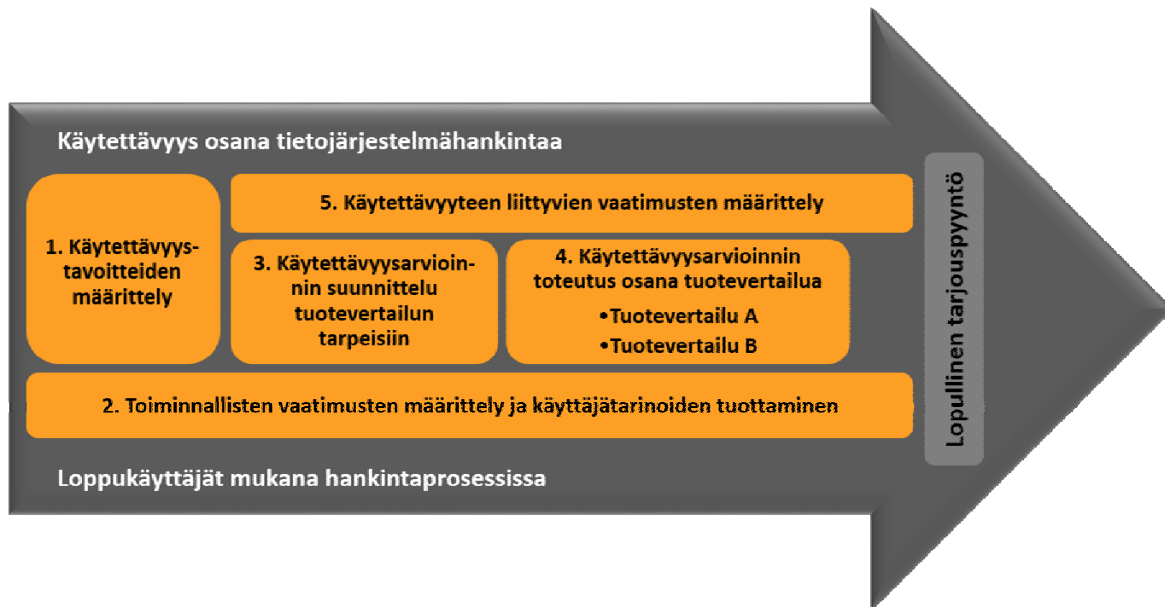 Käytettävyys osana tietojärjestelmähankintaa
1. Käytettävyys-
tavoitteiden
määrittely
5. Käytettävyyteen liittyvien vaatimusten määrittely
3. Käytettävyysarvioin-
nin suunnittelu
tuotevertailun
tarpeisiin
4. Käytettävyysarvioinnin
toteutus osana tuotevertailua
•Tuotevertailu A
•Tuotevertailu B
2. Toiminnallisten vaatimusten määrittely ja käyttäjätarinoiden tuottaminen
Loppukäyttäjät mukana hankintaprosessissa
Lopullinen tarjouspyyntö